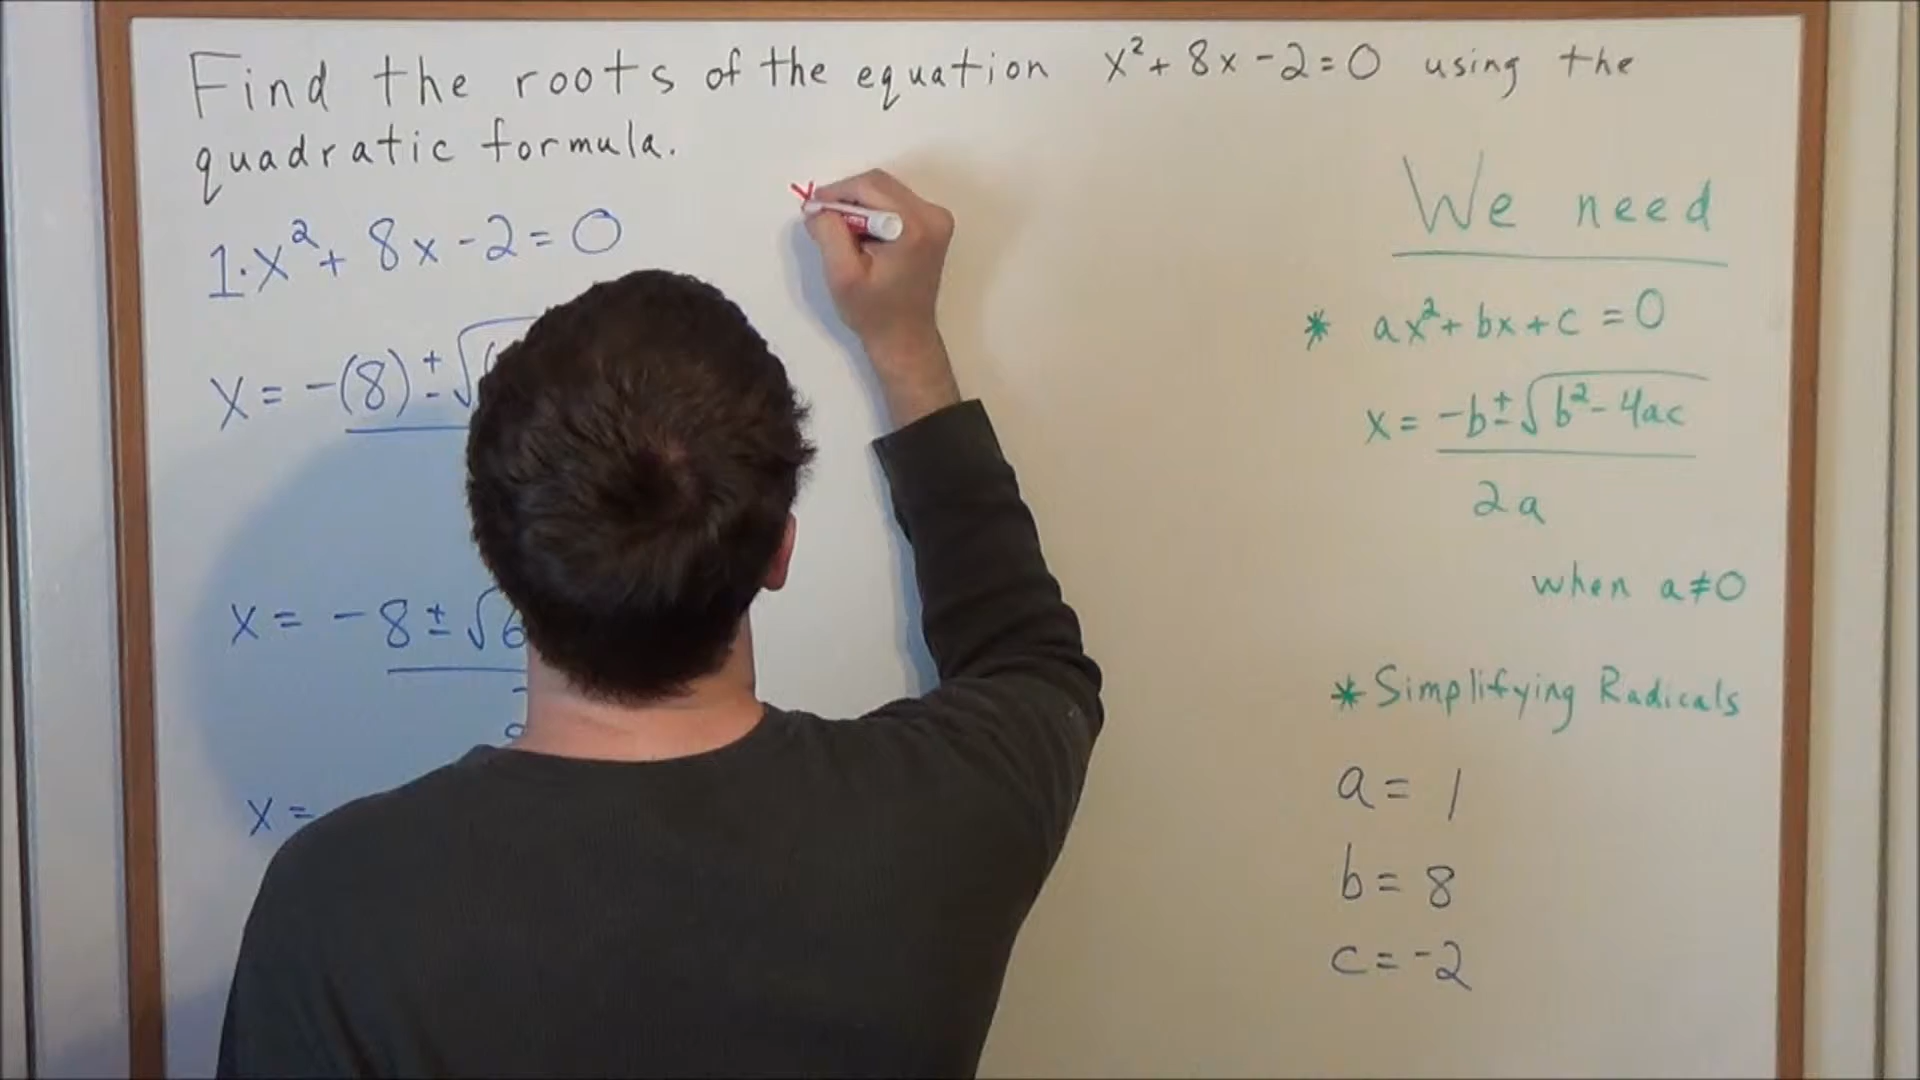 Find the roots of the equation x² + 8x - 2 = 0 using the
quadratic formula.
1·x² + 8x - 2 = 0
x = -(8) ± √(
x = -8 ± √6
x =
We need
* ax² + bx + c = 0
x = -b ± √b² - 4ac
2a
when a ≠ 0
* Simplifying Radicals
a = 1
b = 8
c = -2